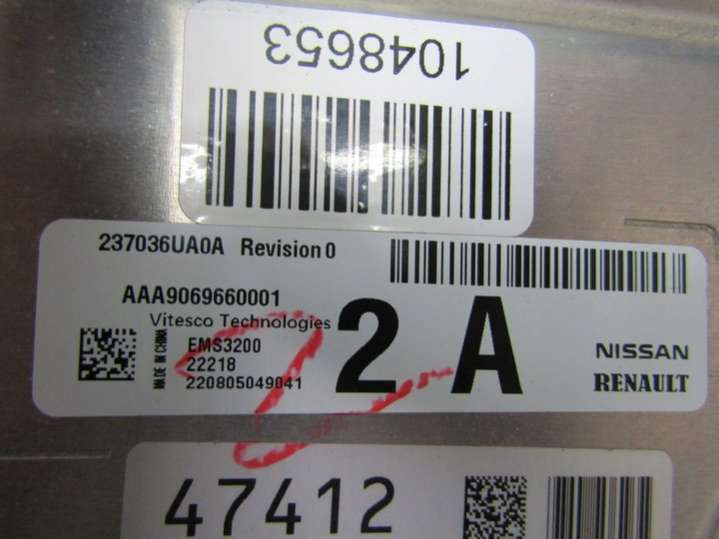 1048653
237036UA0A Revision 0
AAA9069660001
Vitesco Technologies
MADE IN CHINA
EMS3200
22218
220805049041
2 A
NISSAN
RENAULT
47412